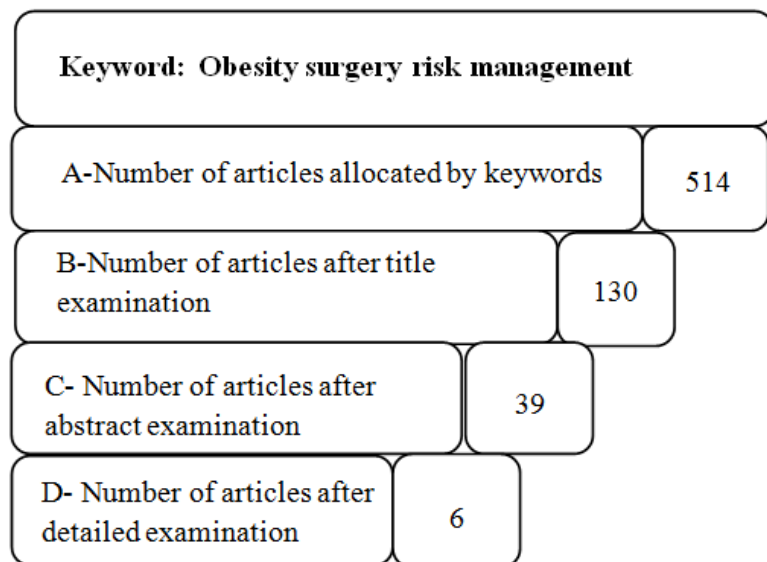 Keyword: Obesity surgery risk management
A-Number of articles allocated by keywords
514
B-Number of articles after title
examination
130
C- Number of articles after
abstract examination
39
D- Number of articles after
detailed examination
6